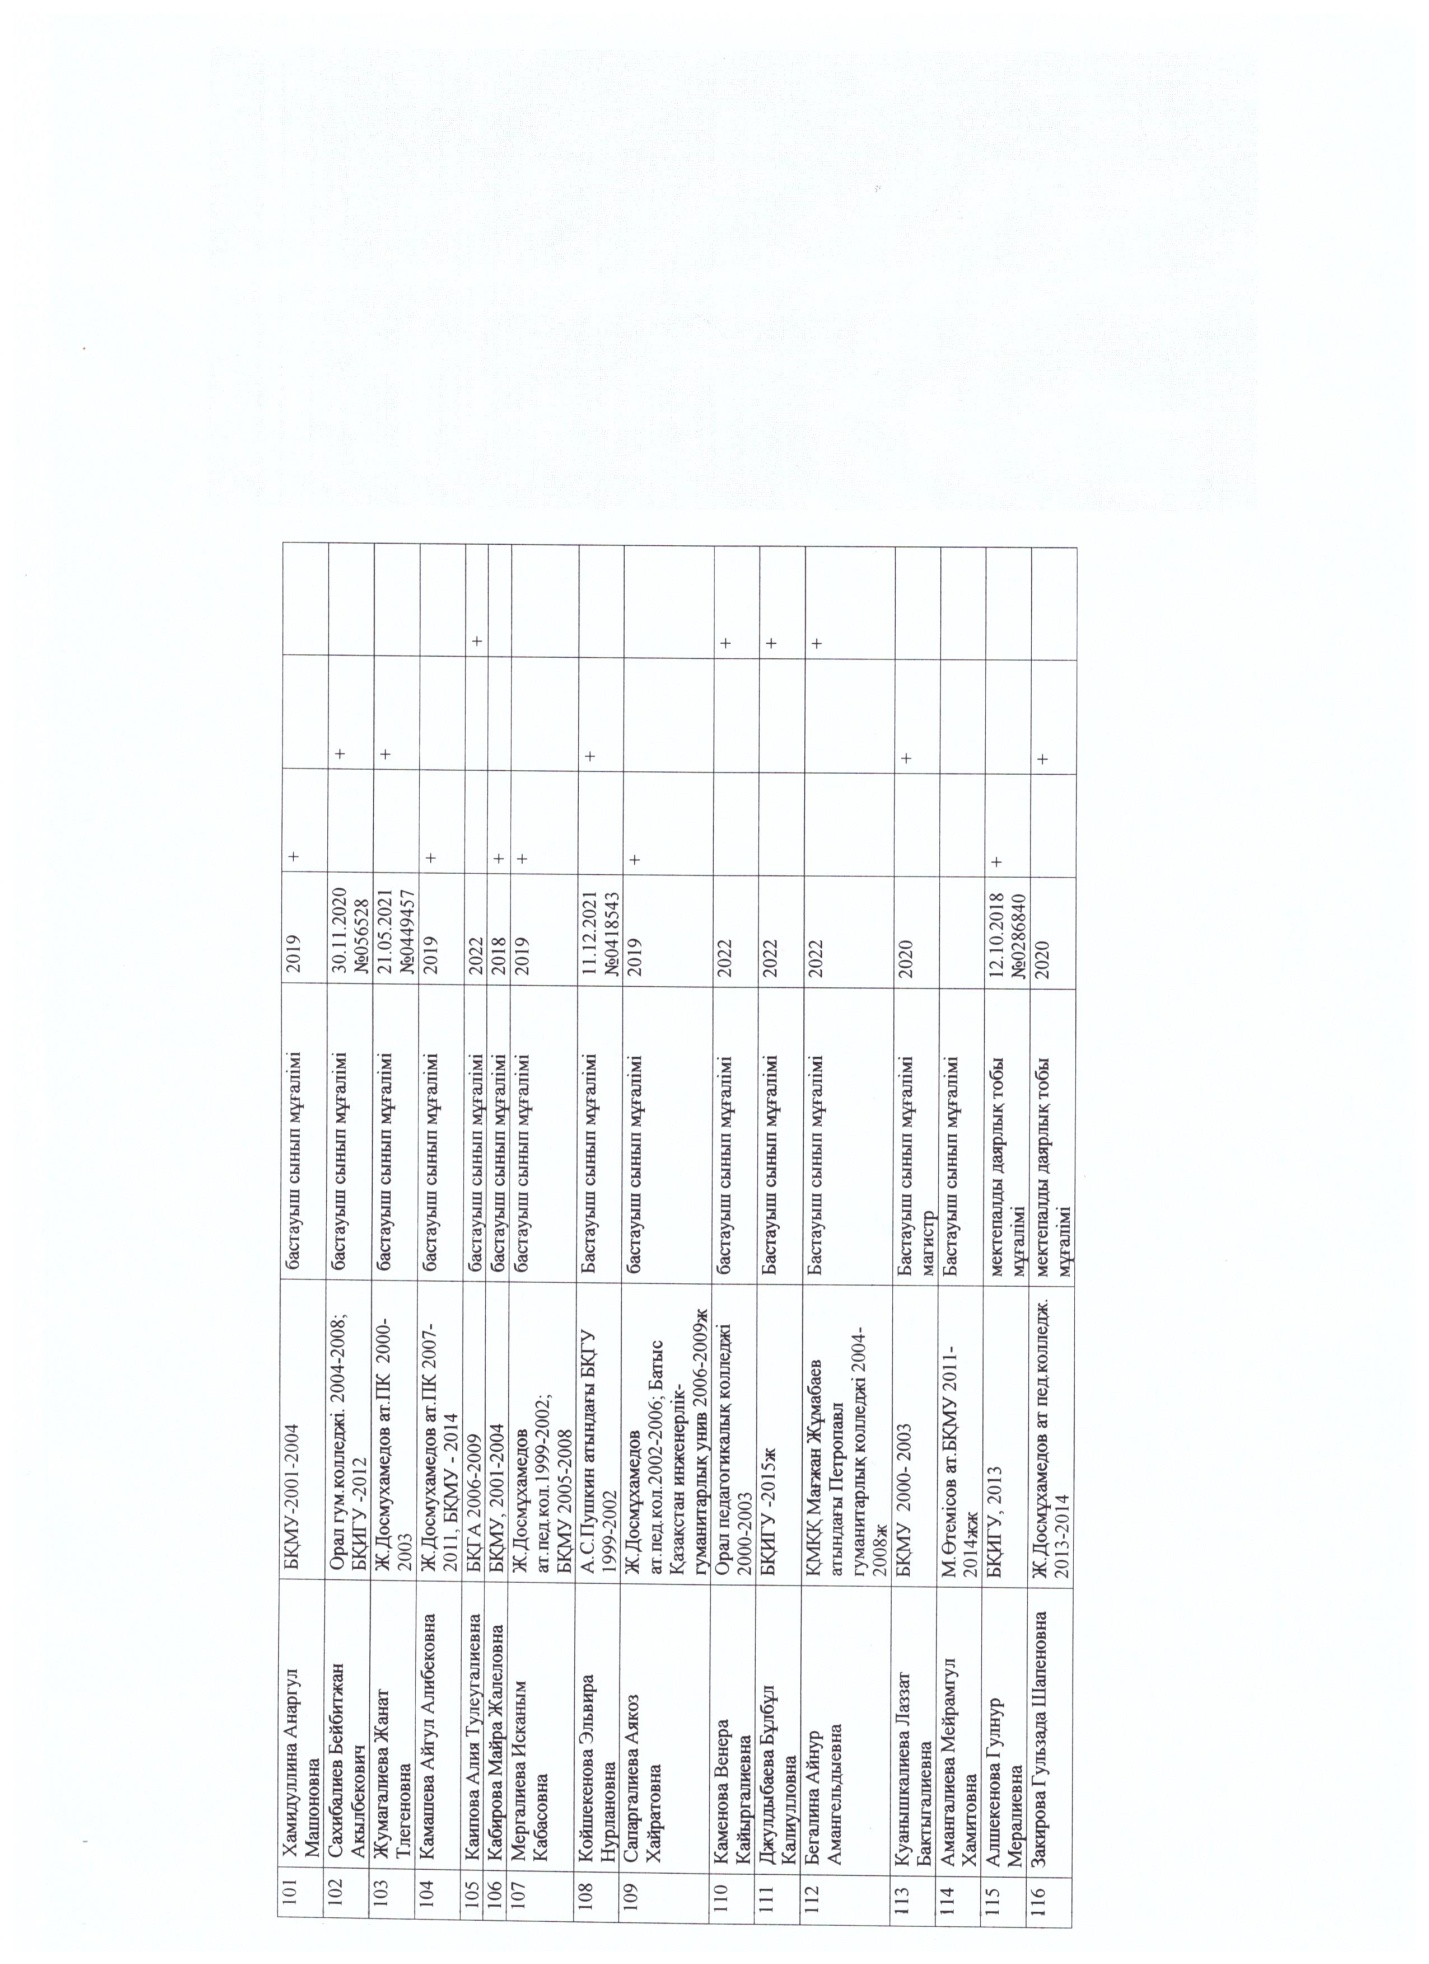 101 Хамидуллина Анаргул БҚМУ-2001-2004 бастауыш сынып мұғалімі 2019 +
Машоновна
102 Сахибалиев Бейбитжан Орал гум.колледжі. 2004-2008; бастауыш сынып мұғалімі 30.11.2020 +
Акылбекович БҚИГУ -2012 №056528
103 Жумагалиева Жанат Ж.Досмухамедов ат.ПК 2000- бастауыш сынып мұғалімі 21.05.2021 +
Тлегеновна 2003 №0449457
104 Камашева Айгул Алибековна Ж.Досмухамедов ат.ПК 2007- бастауыш сынып мұғалімі 2019 +
2011, БҚМУ - 2014
105 Каипова Алия Тулеугалиевна БҚГА 2006-2009 бастауыш сынып мұғалімі 2022 +
106 Кабирова Майра Жалеловна БҚМУ, 2001-2004 бастауыш сынып мұғалімі 2018 +
107 Мергалиева Исканым Ж.Досмұхамедов бастауыш сынып мұғалімі 2019 +
Кабасовна ат.пед.кол.1999-2002;
БҚМУ 2005-2008
108 Койшекенова Эльвира А.С.Пушкин атындағы БҚГУ Бастауыш сынып мұғалімі 11.12.2021 +
Нурлановна 1999-2002 №0418543
109 Сапаргалиева Аякоз Ж.Досмұхамедов бастауыш сынып мұғалімі 2019 +
Хайратовна ат.пед.кол.2002-2006; Батыс
Қазақстан инженерлік-
гуманитарлық унив 2006-2009ж
110 Каменова Венера Орал педагогикалық колледжі бастауыш сынып мұғалімі 2022 +
Кайыргалиевна 2000-2003
111 Джулдыбаева Бұлбұл БҚИГУ -2015ж Бастауыш сынып мұғалімі 2022 +
Калиулловна
112 Бегалина Айнур ҚМҚҚ Мағжан Жұмабаев Бастауыш сынып мұғалімі 2022 +
Амангельдыевна атындағы Петропавл
гуманитарлық колледжі 2004-
2008ж
113 Куанышкалиева Лаззат БҚМУ 2000- 2003 Бастауыш сынып мұғалімі 2020 +
Бактыгалиевна магистр
114 Амангалиева Мейрамгул М.Өтемісов ат.БҚМУ 2011- Бастауыш сынып мұғалімі
Хамитовна 2014жж
115 Алшекенова Гулнур БҚИГУ, 2013 мектепалды даярлық тобы 12.10.2018 +
Мералиевна мұғалімі №0286840
116 Закирова Гульзада Шапеновна Ж.Досмұхамедов ат пед.колледж. мектепалды даярлық тобы 2020 +
2013-2014 мұғалімі